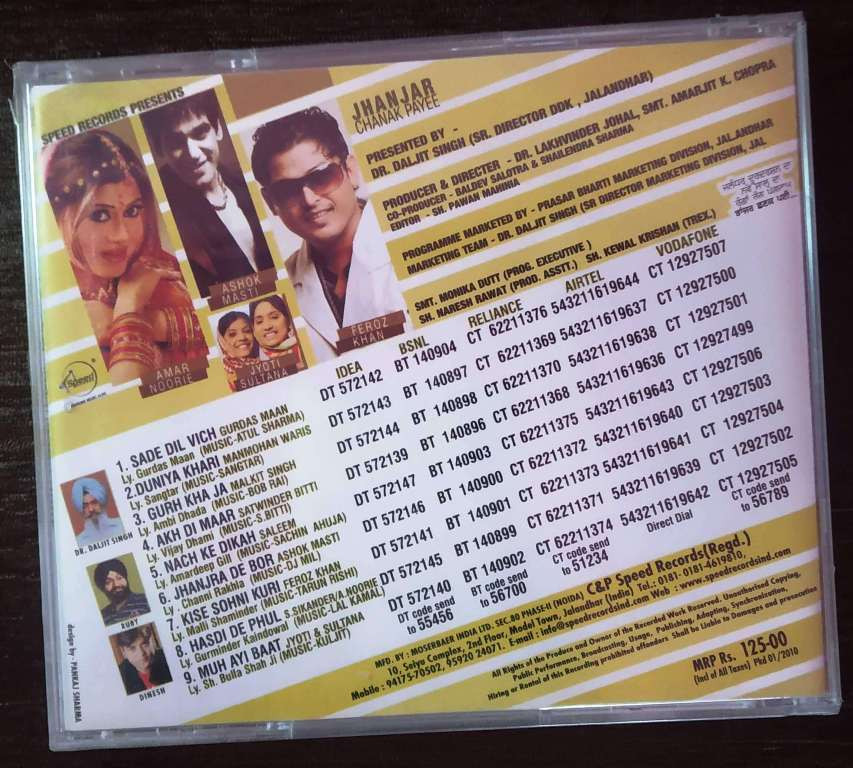 SPEED RECORDS PRESENTS
JHANJAR
CHANAK PAYEE
PRESENTED BY -
DR. DALJIT SINGH (SR. DIRECTOR DDK , JALANDHAR)
PRODUCER & DIRECTER - DR. LAKHVINDER JOHAL, SMT. AMARJIT K. CHOPRA
CO-PRODUCER - BALDEV SALOTRA & SHAILENDRA SHARMA
EDITOR - SH. PAWAN MANHIA
PROGRAMME MARKETED BY - PRASAR BHARTI MARKETING DIVISION, JALANDHAR
MARKETING TEAM - DR. DALJIT SINGH (SR DIRECTOR MARKETING DIVISION, JAL
SMT. MONIKA DUTT (PROG. EXECUTIVE )
SH. NARESH RAWAT (PROD. ASSTT.) SH. KEWAL KRISHAN (TREX.)
AMAR
NOORIE
ASHOK
MASTI
JYOTI
SULTANA
FEROZ
KHAN
Speed
IDEA BSNL RELIANCE AIRTEL VODAFONE
DT 572142 BT 140904 CT 62211376 543211619644 CT 12927507
DT 572143 BT 140897 CT 62211369 543211619637 CT 12927500
DT 572144 BT 140898 CT 62211370 543211619638 CT 12927501
DT 572139 BT 140896 CT 62211368 543211619636 CT 12927499
DT 572147 BT 140903 CT 62211375 543211619643 CT 12927506
DT 572146 BT 140900 CT 62211372 543211619640 CT 12927503
DT 572141 BT 140901 CT 62211373 543211619641 CT 12927504
DT 572145 BT 140899 CT 62211371 543211619639 CT 12927502
DT 572140 BT 140902 CT 62211374 543211619642 CT 12927505
DT code send
to 55456
BT code send
to 56700
CT code send
to 51234
Direct Dial
CT code send
to 56789
1. SADE DIL VICH GURDAS MAAN
Ly. Gurdas Maan (MUSIC-ATUL SHARMA)
2.DUNIYA KHARI MANMOHAN WARIS
Ly. Sangtar (MUSIC-SANGTAR)
3. GURH KHA JA MALKIT SINGH
Ly. Ambi Dhada (MUSIC-BOB RAI)
4. AKH DI MAAR SATWINDER BITTI
Ly. Vijay Dhami (MUSIC-S.BITTI)
5. NACH KE DIKAH SALEEM
Ly. Amardeep Gill (MUSIC-SACHIN AHUJA)
6. JHANJRA DE BOR ASHOK MASTI
Ly . Channi Rakhla (MUSIC-DJ MIL)
7. KISE SOHNI KURI FEROZ KHAN
Ly. Malli Shaminder (MUSIC-TARUN RISHI)
8. HASDI DE PHUL S.SIKANDER/A.NOORIE
Ly. Gurminder Kaindowal (MUSIC-LAL KAMAL)
9. MUH AYI BAAT JYOTI & SULTANA
Ly. Sh. Bulla Shah Ji (MUSIC-KULJIT)
DR. DALJIT SINGH
RUBY
DINESH
design by - PANKAJ SHARMA
MFD. BY : MOSERBAER INDIA LTD. SEC.80 PHASE-II (NOIDA) C&P Speed Records(Regd.)
10, Satyu Complex, 2nd Floor, Model Town, Jalandhar (India) Tel.: 0181-0181-4619810,
Mobile : 94175-70502, 95920 24071. E-mail : info@speedrecordsind.com Web : www.speedrecordsind.com
All Rights of the Produce and Owner of the Recorded Work Reserved. Unauthorised Copying,
Public Performance, Broadcasting, Usage, Publishing, Adapting, Synchronization,
Hiring or Rental of this Recording prohibited offenders Shall be Liable to Damages and prosecution
MRP Rs. 125-00
(Incl of All Taxes) Pkd 01/2010